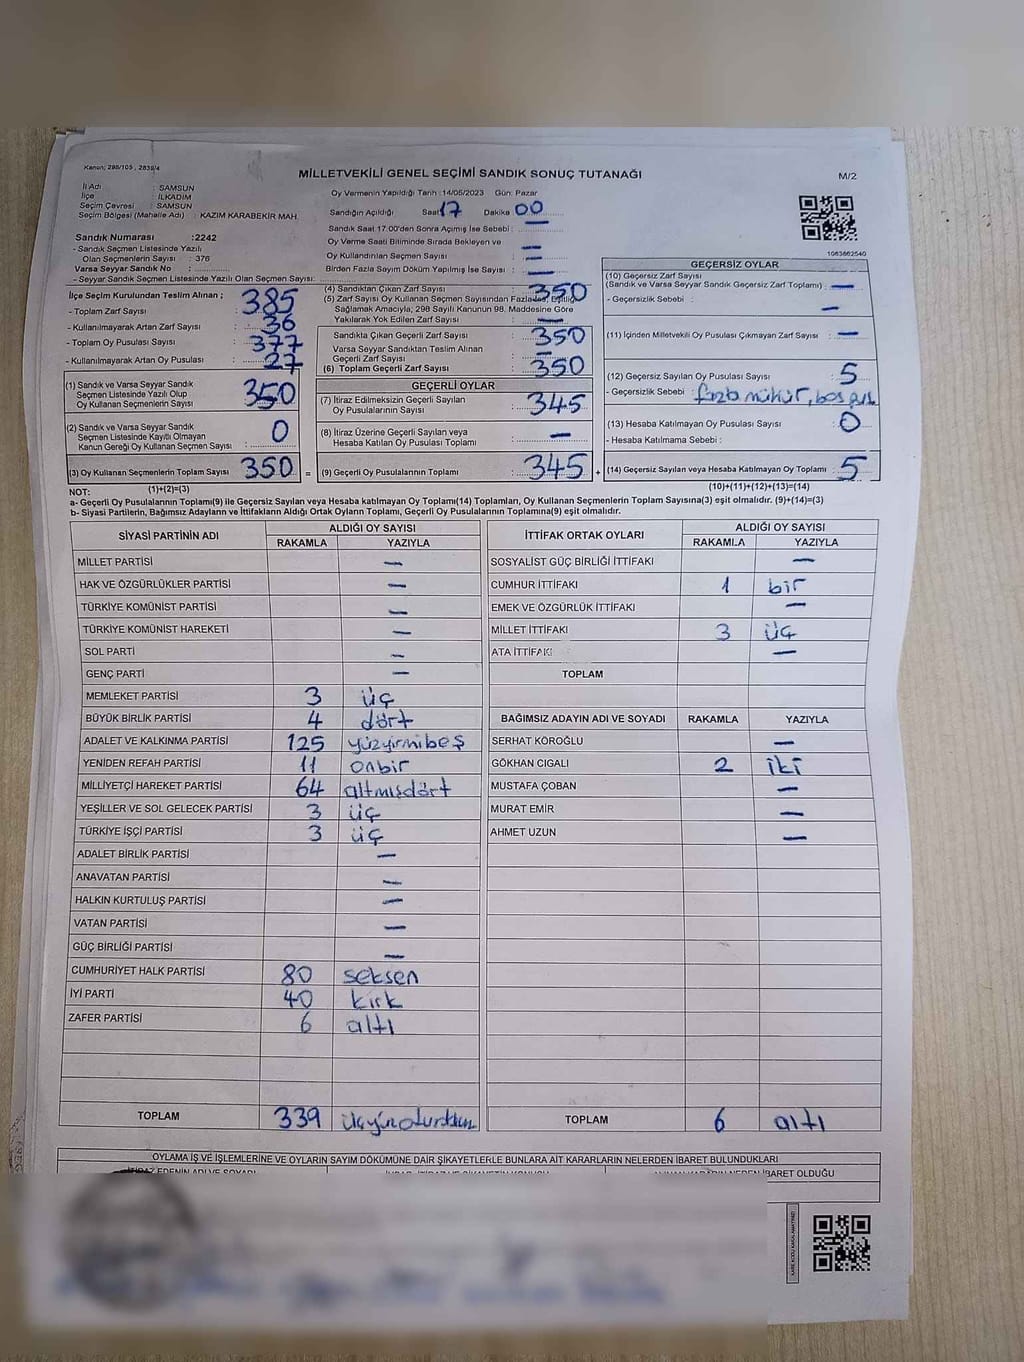 Kanun; 298/105 , 2839/4
MİLLETVEKİLİ GENEL SEÇİMİ SANDIK SONUÇ TUTANAĞI
M/2
İl Adı : SAMSUN
İlçe : İLKADIM
Seçim Çevresi : SAMSUN
Seçim Bölgesi (Mahalle Adı) : KAZIM KARABEKİR MAH.
Sandık Numarası :2242
- Sandık Seçmen Listesinde Yazılı
Olan Seçmenlerin Sayısı : 376
Varsa Seyyar Sandık No :
- Seyyar Sandık Seçmen Listesinde Yazılı Olan Seçmen Sayısı:
Oy Vermenin Yapıldığı Tarih :14/05/2023 Gün: Pazar
Sandığın Açıldığı Saat 17 Dakika 00
Sandık Saat 17:00'den Sonra Açılmış İse Sebebi : —
Oy Verme Saati Bitiminde Sırada Bekleyen ve
Oy Kullandırılan Seçmen Sayısı : —
Birden Fazla Sayım Döküm Yapılmış İse Sayısı : —
1063662540
İlçe Seçim Kurulundan Teslim Alınan ;
- Toplam Zarf Sayısı : 385
- Kullanılmayarak Artan Zarf Sayısı : 36
- Toplam Oy Pusulası Sayısı : 377
- Kullanılmayarak Artan Oy Pusulası : 27
(1) Sandık ve Varsa Seyyar Sandık
Seçmen Listesinde Yazılı Olup
Oy Kullanan Seçmenlerin Sayısı : 350
(2) Sandık ve Varsa Seyyar Sandık
Seçmen Listesinde Kayıtlı Olmayan
Kanun Gereği Oy Kullanan Seçmen Sayısı : 0
(3) Oy Kullanan Seçmenlerin Toplam Sayısı 350 =
(1)+(2)=(3)
(4) Sandıktan Çıkan Zarf Sayısı : 350
(5) Zarf Sayısı Oy Kullanan Seçmen Sayısından Fazla ise, Eşitliği
Sağlamak Amacıyla, 298 Sayılı Kanunun 98. Maddesine Göre
Yakılarak Yok Edilen Zarf Sayısı : —
Sandıkta Çıkan Geçerli Zarf Sayısı : 350
Varsa Seyyar Sandıktan Teslim Alınan
Geçerli Zarf Sayısı : —
(6) Toplam Geçerli Zarf Sayısı : 350
GEÇERLİ OYLAR
(7) İtiraz Edilmeksizin Geçerli Sayılan
Oy Pusulalarının Sayısı : 345
(8) İtiraz Üzerine Geçerli Sayılan veya
Hesaba Katılan Oy Pusulası Toplamı : —
(9) Geçerli Oy Pusulalarının Toplamı : 345 +
GEÇERSİZ OYLAR
(10) Geçersiz Zarf Sayısı
(Sandık ve Varsa Seyyar Sandık Geçersiz Zarf Toplamı) : —
- Geçersizlik Sebebi : —
(11) İçinden Milletvekili Oy Pusulası Çıkmayan Zarf Sayısı : —
(12) Geçersiz Sayılan Oy Pusulası Sayısı : 5
- Geçersizlik Sebebi : fazla mühür, boş
(13) Hesaba Katılmayan Oy Pusulası Sayısı : 0
- Hesaba Katılmama Sebebi :
(14) Geçersiz Sayılan veya Hesaba Katılmayan Oy Toplamı : 5
(10)+(11)+(12)+(13)=(14)
NOT:
a- Geçerli Oy Pusulalarının Toplamı(9) ile Geçersiz Sayılan veya Hesaba katılmayan Oy Toplamı(14) Toplamları, Oy Kullanan Seçmenlerin Toplam Sayısına(3) eşit olmalıdır. (9)+(14)=(3)
b- Siyasi Partilerin, Bağımsız Adayların ve İttifakların Aldığı Ortak Oyların Toplamı, Geçerli Oy Pusulalarının Toplamına(9) eşit olmalıdır.
SİYASİ PARTİNİN ADI ALDIĞI OY SAYISI
RAKAMLA YAZIYLA
MİLLET PARTİSİ —
HAK VE ÖZGÜRLÜKLER PARTİSİ —
TÜRKİYE KOMÜNİST PARTİSİ —
TÜRKİYE KOMÜNİST HAREKETİ —
SOL PARTİ —
GENÇ PARTİ —
MEMLEKET PARTİSİ 3 üç
BÜYÜK BİRLİK PARTİSİ 4 dört
ADALET VE KALKINMA PARTİSİ 125 yüzyirmibeş
YENİDEN REFAH PARTİSİ 11 onbir
MİLLİYETÇİ HAREKET PARTİSİ 64 altmışdört
YEŞİLLER VE SOL GELECEK PARTİSİ 3 üç
TÜRKİYE İŞÇİ PARTİSİ 3 üç
ADALET BİRLİK PARTİSİ —
ANAVATAN PARTİSİ —
HALKIN KURTULUŞ PARTİSİ —
VATAN PARTİSİ —
GÜÇ BİRLİĞİ PARTİSİ —
CUMHURİYET HALK PARTİSİ 80 seksen
İYİ PARTİ 40 kırk
ZAFER PARTİSİ 6 altı
TOPLAM 339
İTTİFAK ORTAK OYLARI ALDIĞI OY SAYISI
RAKAMLA YAZIYLA
SOSYALİST GÜÇ BİRLİĞİ İTTİFAKI —
CUMHUR İTTİFAKI 1 bir
EMEK VE ÖZGÜRLÜK İTTİFAKI —
MİLLET İTTİFAKI 3 üç
ATA İTTİFAKI —
TOPLAM
BAĞIMSIZ ADAYIN ADI VE SOYADI RAKAMLA YAZIYLA
SERHAT KÖROĞLU —
GÖKHAN CIGALI 2 iki
MUSTAFA ÇOBAN —
MURAT EMİR —
AHMET UZUN —
TOPLAM 6 altı
OYLAMA İŞ VE İŞLEMLERİNE VE OYLARIN SAYIM DÖKÜMÜNE DAİR ŞİKAYETLERLE BUNLARA AİT KARARLARIN NELERDEN İBARET BULUNDUKLARI
İTİRAZ EDENİN ADI VE SOYADI
İBARET OLDUĞU